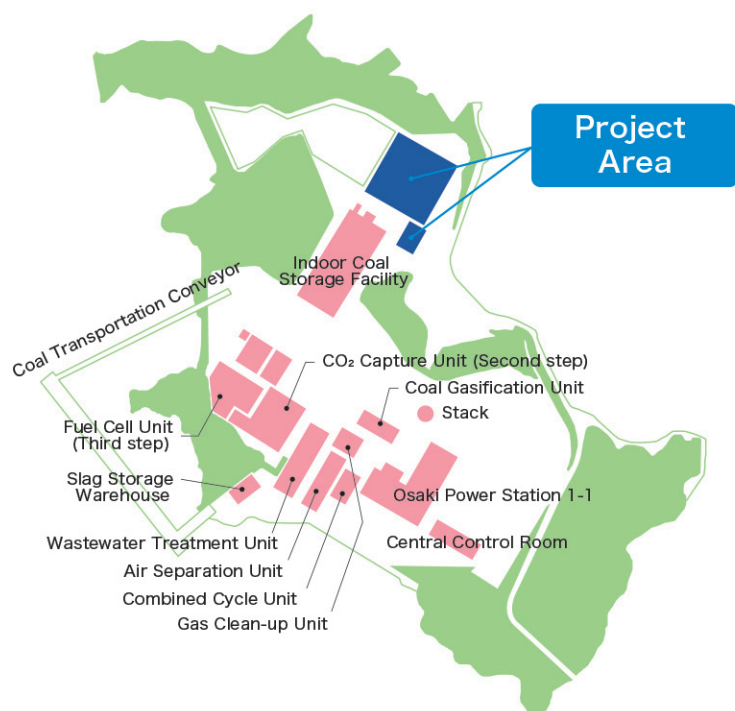 Project
Area
Indoor Coal
Storage Facility
Coal Transportation Conveyor
CO₂ Capture Unit (Second step)
Coal Gasification Unit
Stack
Fuel Cell Unit
(Third step)
Slag Storage
Warehouse
Osaki Power Station 1-1
Wastewater Treatment Unit
Central Control Room
Air Separation Unit
Combined Cycle Unit
Gas Clean-up Unit